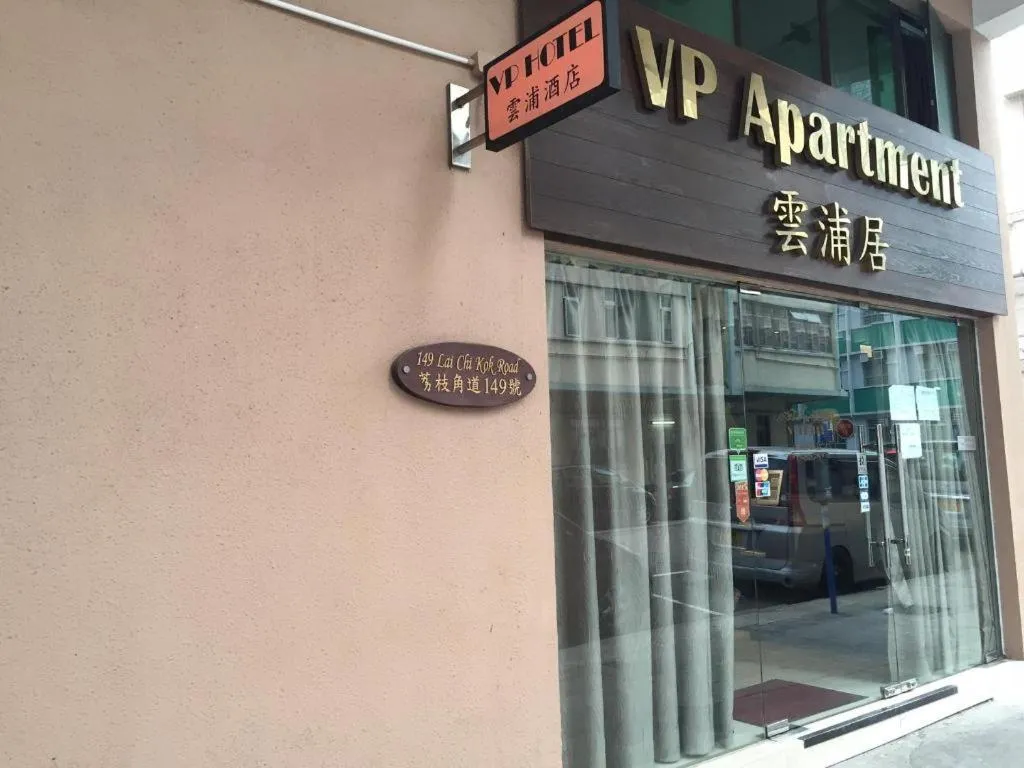 VP HOTEL
雲浦酒店
VP Apartment
雲浦居
149 Lai Chi Kok Road
荔枝角道149號
VISA